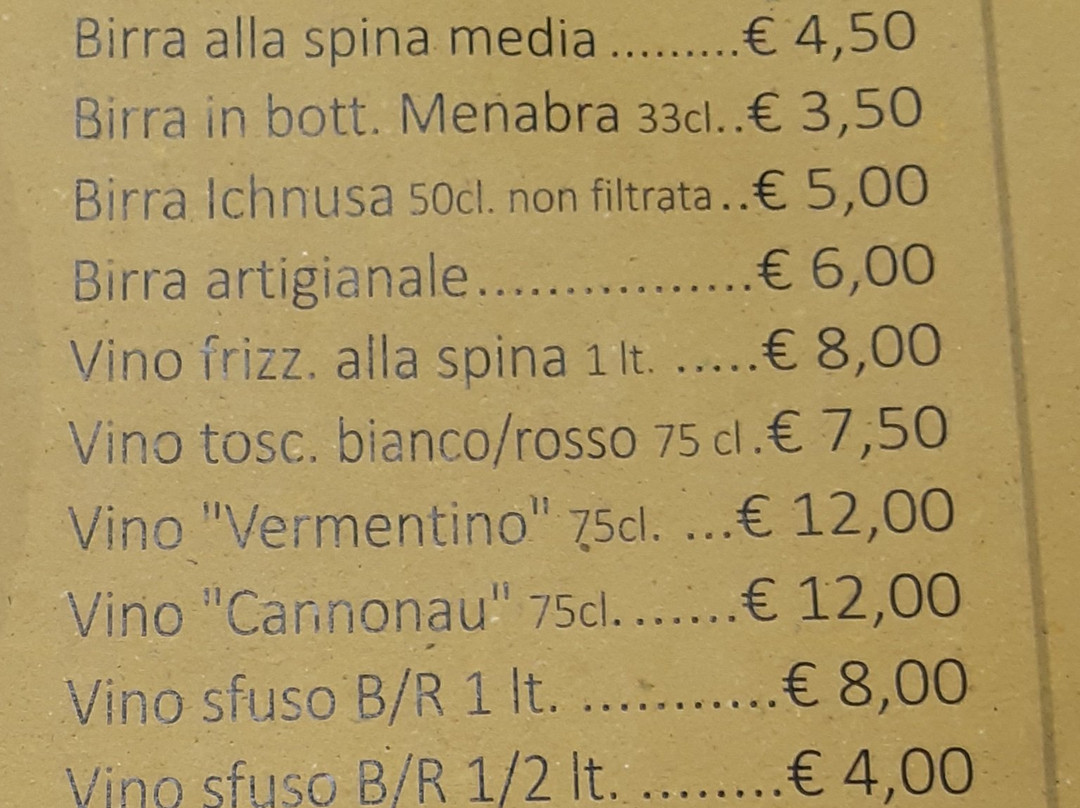 Birra alla spina media .........€ 4,50
Birra in bott. Menabra 33cl..€ 3,50
Birra Ichnusa 50cl. non filtrata..€ 5,00
Birra artigianale................€ 6,00
Vino frizz. alla spina 1 lt. .....€ 8,00
Vino tosc. bianco/rosso 75 cl.€ 7,50
Vino "Vermentino" 75cl. ...€ 12,00
Vino "Cannonau" 75cl........€ 12,00
Vino sfuso B/R 1 lt. ...........€ 8,00
Vino sfuso B/R 1/2 lt. ........€ 4,00